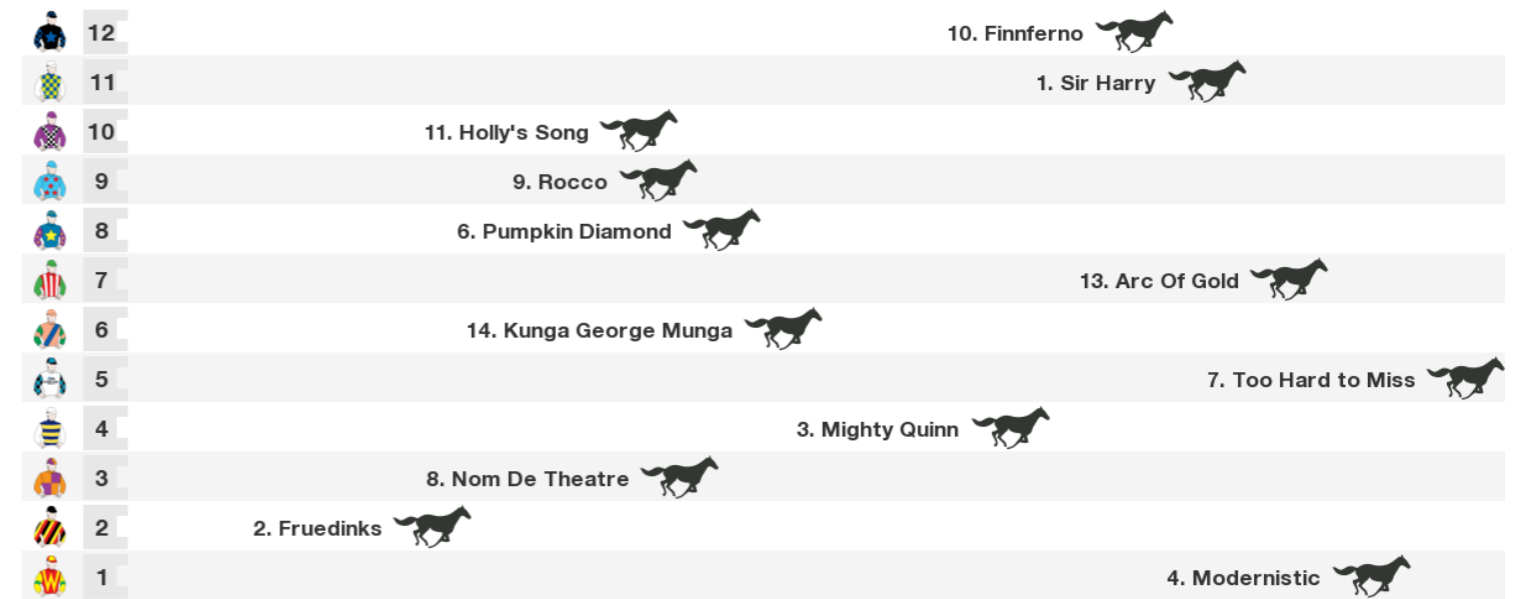 12 10. Finnferno
11 1. Sir Harry
10 11. Holly's Song
9 9. Rocco
8 6. Pumpkin Diamond
7 13. Arc Of Gold
6 14. Kunga George Munga
5 7. Too Hard to Miss
4 3. Mighty Quinn
3 8. Nom De Theatre
2 2. Fruedinks
1 4. Modernistic
W